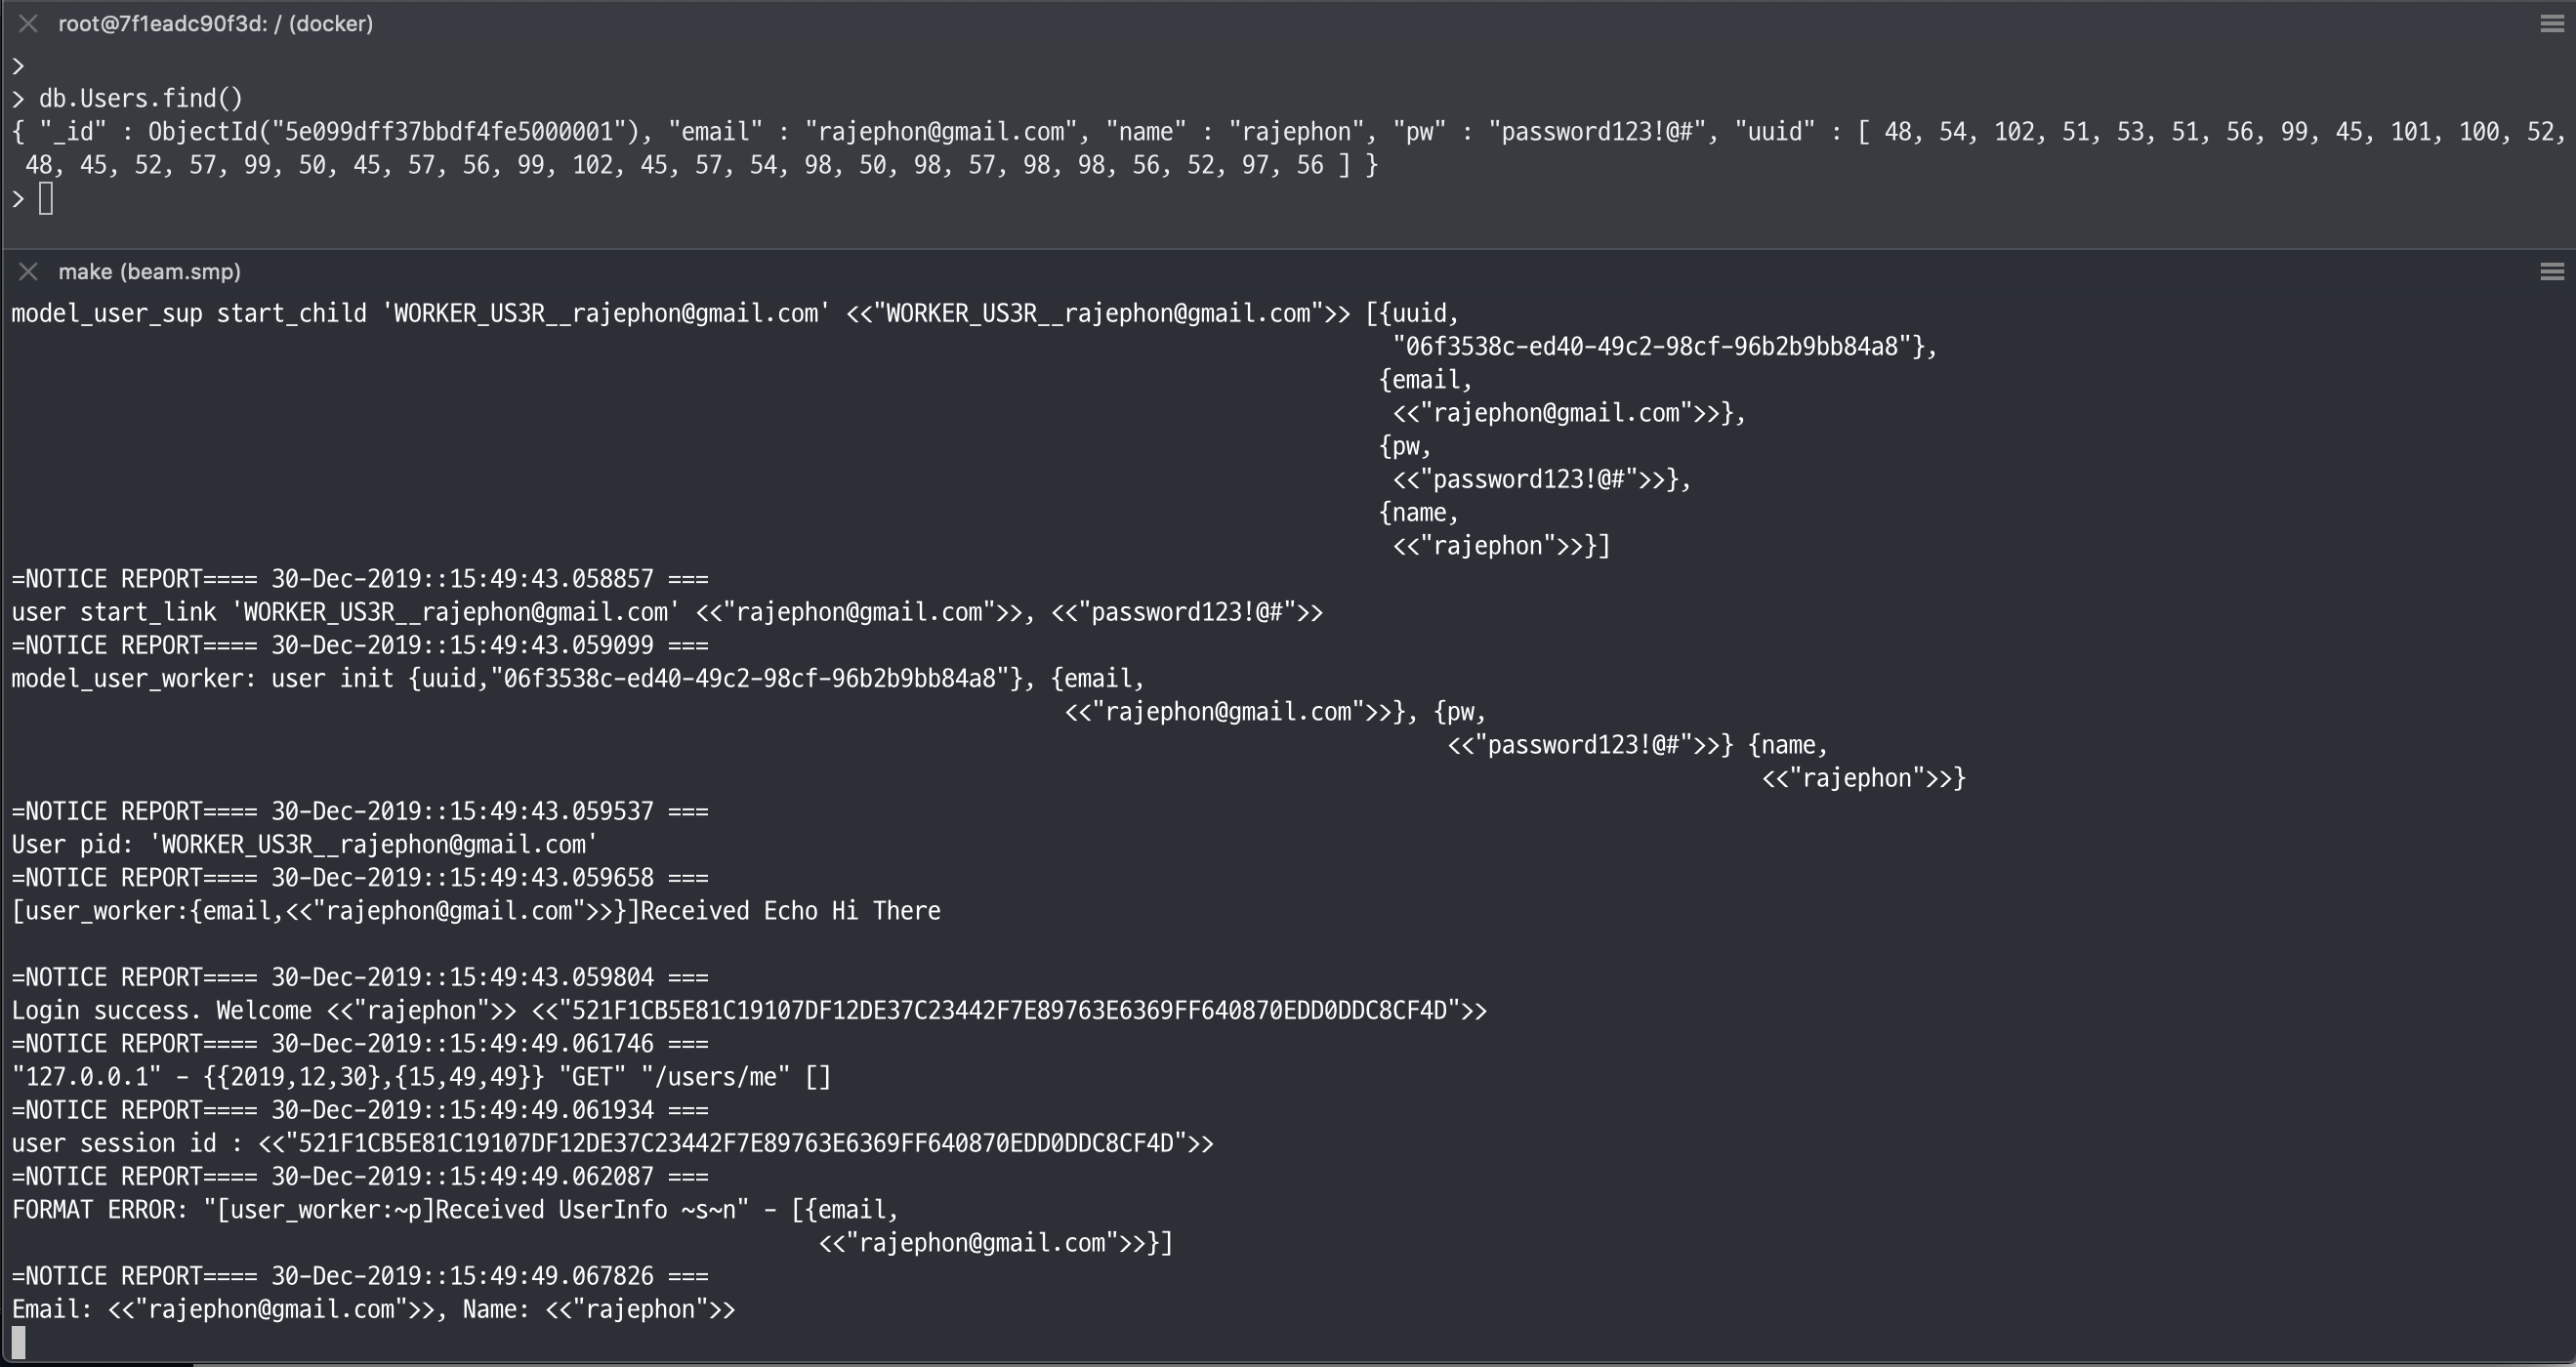 root@7f1eadc90f3d: / (docker)
>
> db.Users.find()
{ "_id" : ObjectId("5e099dff37bbdf4fe5000001"), "email" : "rajephon@gmail.com", "name" : "rajephon", "pw" : "password123!@#", "uuid" : [ 48, 54, 102, 51, 53, 51, 56, 99, 45, 101, 100, 52,
48, 45, 52, 57, 99, 50, 45, 57, 56, 99, 102, 45, 57, 54, 98, 50, 98, 57, 98, 98, 56, 52, 97, 56 ] }
>
make (beam.smp)
model_user_sup start_child 'WORKER_US3R__rajephon@gmail.com' <<"WORKER_US3R__rajephon@gmail.com">> [{uuid,
"06f3538c-ed40-49c2-98cf-96b2b9bb84a8"},
{email,
<<"rajephon@gmail.com">>},
{pw,
<<"password123!@#">>},
{name,
<<"rajephon">>}]
=NOTICE REPORT==== 30-Dec-2019::15:49:43.058857 ===
user start_link 'WORKER_US3R__rajephon@gmail.com' <<"rajephon@gmail.com">>, <<"password123!@#">>
=NOTICE REPORT==== 30-Dec-2019::15:49:43.059099 ===
model_user_worker: user init {uuid,"06f3538c-ed40-49c2-98cf-96b2b9bb84a8"}, {email,
<<"rajephon@gmail.com">>}, {pw,
<<"password123!@#">>} {name,
<<"rajephon">>}
=NOTICE REPORT==== 30-Dec-2019::15:49:43.059537 ===
User pid: 'WORKER_US3R__rajephon@gmail.com'
=NOTICE REPORT==== 30-Dec-2019::15:49:43.059658 ===
[user_worker:{email,<<"rajephon@gmail.com">>}]Received Echo Hi There
=NOTICE REPORT==== 30-Dec-2019::15:49:43.059804 ===
Login success. Welcome <<"rajephon">> <<"521F1CB5E81C19107DF12DE37C23442F7E89763E6369FF640870EDD0DDC8CF4D">>
=NOTICE REPORT==== 30-Dec-2019::15:49:49.061746 ===
"127.0.0.1" - {{2019,12,30},{15,49,49}} "GET" "/users/me" []
=NOTICE REPORT==== 30-Dec-2019::15:49:49.061934 ===
user session id : <<"521F1CB5E81C19107DF12DE37C23442F7E89763E6369FF640870EDD0DDC8CF4D">>
=NOTICE REPORT==== 30-Dec-2019::15:49:49.062087 ===
FORMAT ERROR: "[user_worker:~p]Received UserInfo ~s~n" - [{email,
<<"rajephon@gmail.com">>}]
=NOTICE REPORT==== 30-Dec-2019::15:49:49.067826 ===
Email: <<"rajephon@gmail.com">>, Name: <<"rajephon">>